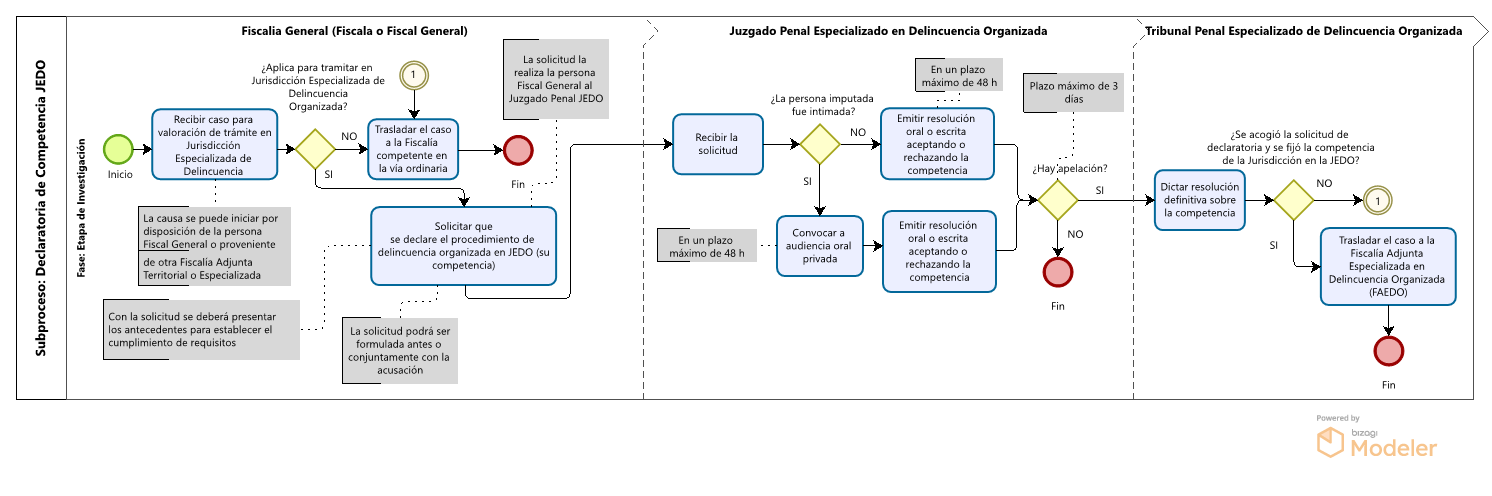 Subproceso: Declaratoria de Competencia JEDO
Fase: Etapa de Investigación
Fiscalia General (Fiscala o Fiscal General)
Juzgado Penal Especializado en Delincuencia Organizada
Tribunal Penal Especializado de Delincuencia Organizada
Inicio
Recibir caso para
valoración de trámite en
Jurisdicción
Especializada de
Delincuencia
La causa se puede iniciar por
disposición de la persona
Fiscal General o proveniente
de otra Fiscalía Adjunta
Territorial o Especializada
¿Aplica para tramitar en
Jurisdicción Especializada de
Delincuencia
Organizada?
NO
SI
1
Trasladar el caso
a la Fiscalía
competente en
la vía ordinaria
Fin
La solicitud la
realiza la persona
Fiscal General al
Juzgado Penal JEDO
Solicitar que
se declare el procedimiento de
delincuencia organizada en JEDO (su
competencia)
Con la solicitud se deberá presentar
los antecedentes para establecer el
cumplimiento de requisitos
La solicitud podrá ser
formulada antes o
conjuntamente con la
acusación
Recibir la
solicitud
¿La persona imputada
fue intimada?
NO
SI
En un plazo
máximo de 48 h
Emitir resolución
oral o escrita
aceptando o
rechazando la
competencia
En un plazo
máximo de 48 h
Convocar a
audiencia oral
privada
Emitir resolución
oral o escrita
aceptando o
rechazando la
competencia
Plazo máximo de 3
días
¿Hay apelación?
SI
NO
Fin
Dictar resolución
definitiva sobre
la competencia
¿Se acogió la solicitud de
declaratoria y se fijó la competencia
de la Jurisdicción en la JEDO?
NO
1
SI
Trasladar el caso a la
Fiscalía Adjunta
Especializada en
Delincuencia Organizada
(FAEDO)
Fin
Powered by
bizagi
Modeler